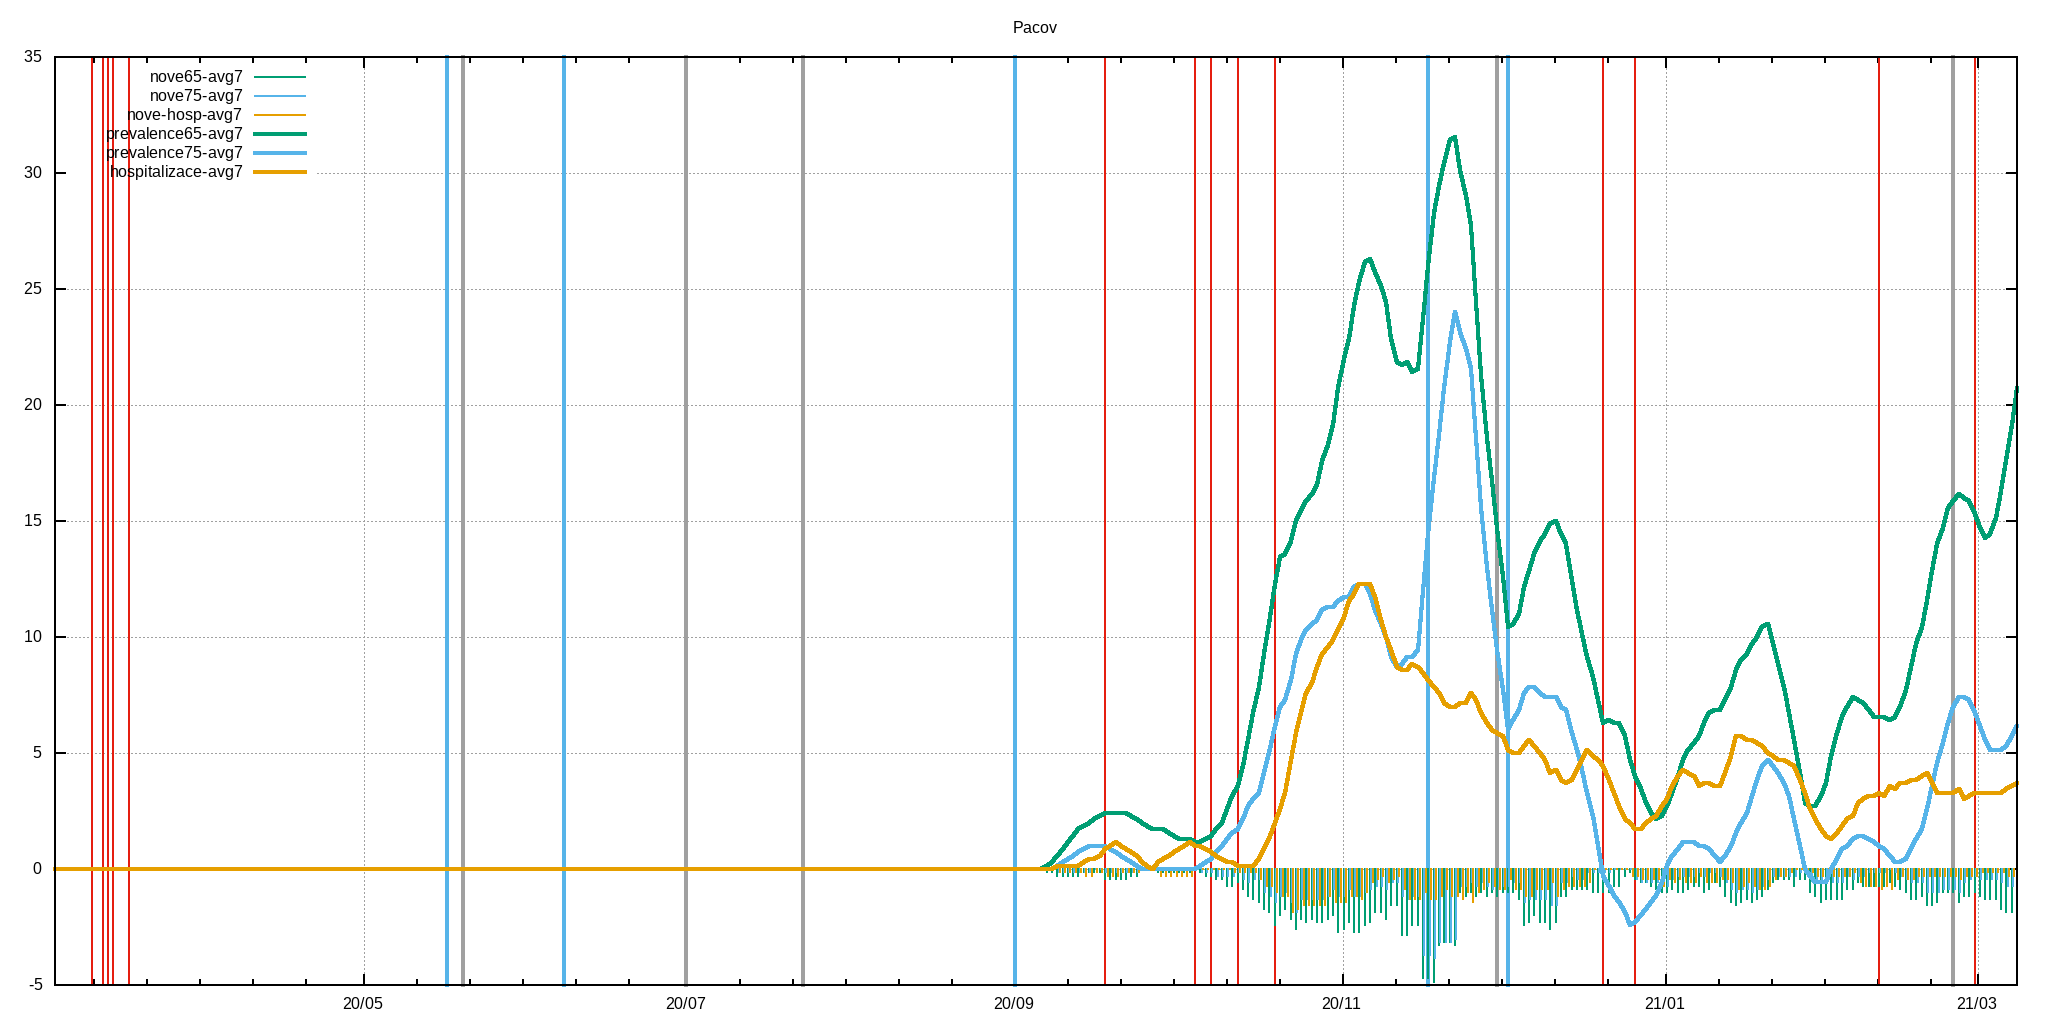 Pacov
35
30
25
20
15
10
5
0
-5
nove65-avg7
nove75-avg7
nove-hosp-avg7
prevalence65-avg7
prevalence75-avg7
hospitalizace-avg7
20/05
20/07
20/09
20/11
21/01
21/03